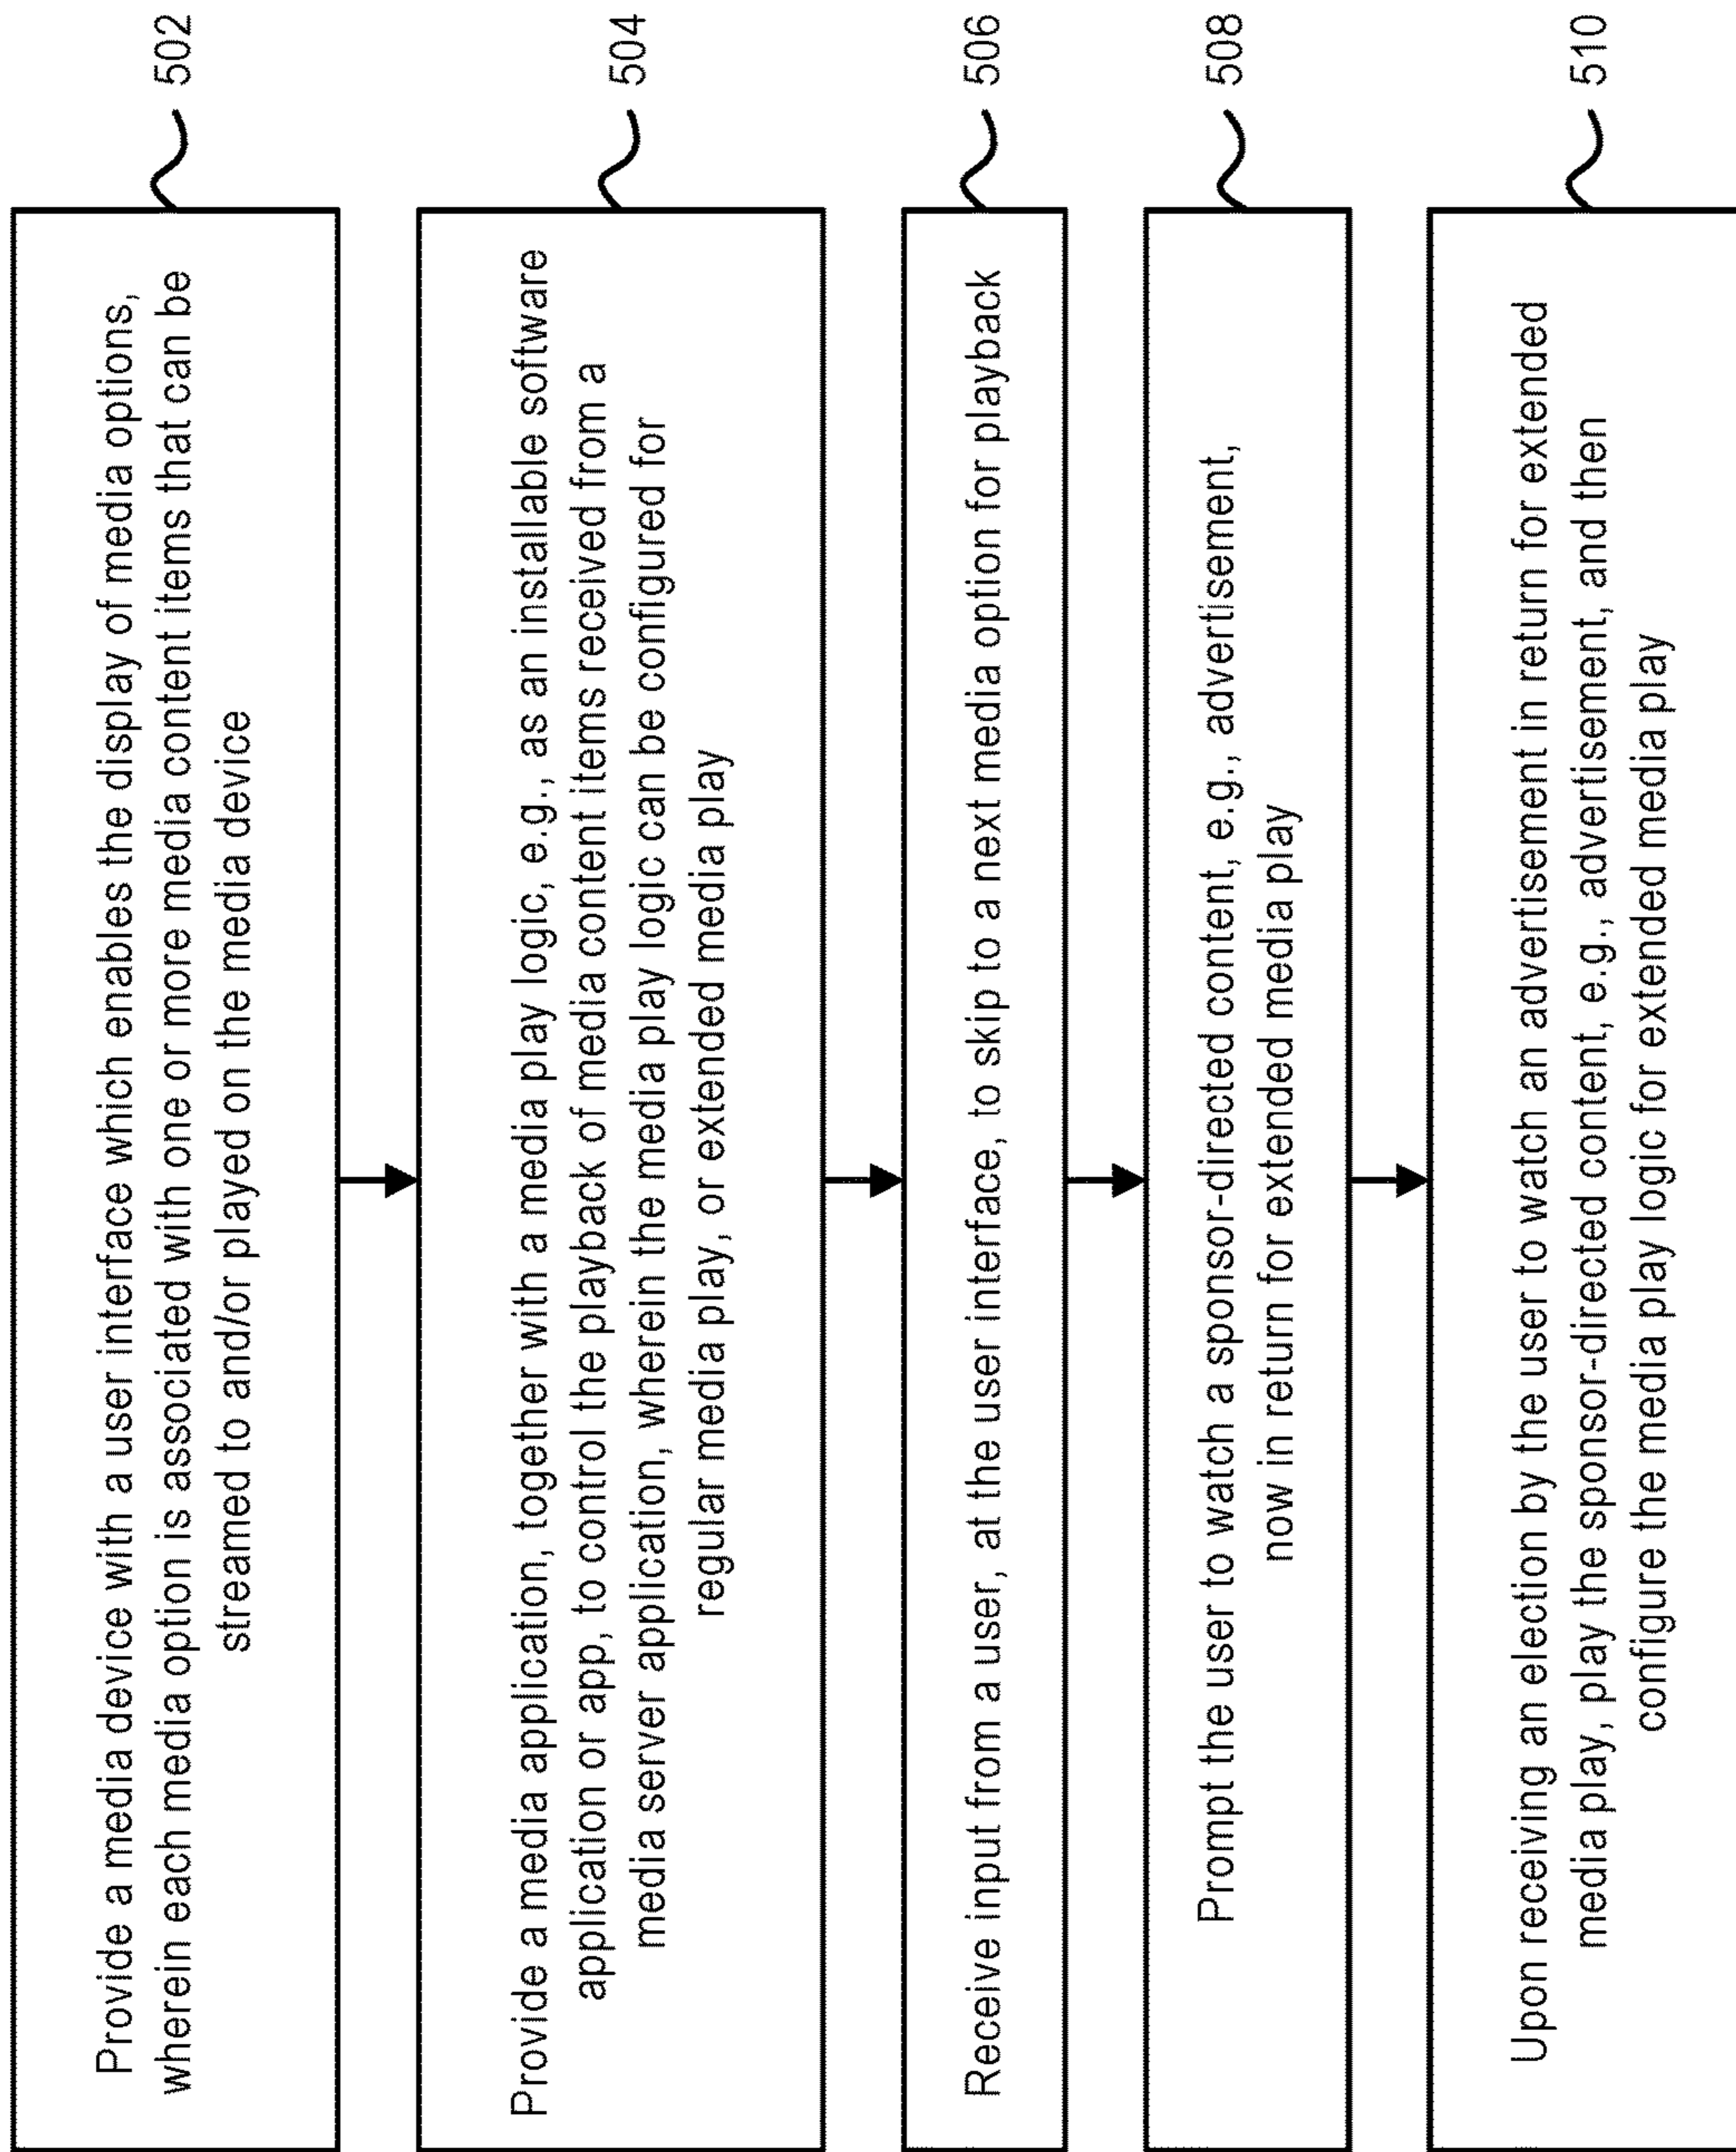 Provide a media device with a user interface which enables the display of media options,
wherein each media option is associated with one or more media content items that can be
streamed to and/or played on the media device
502
Provide a media application, together with a media play logic, e.g., as an installable software
application or app, to control the playback of media content items received from a
media server application, wherein the media play logic can be configured for
regular media play, or extended media play
504
Receive input from a user, at the user interface, to skip to a next media option for playback
506
Prompt the user to watch a sponsor-directed content, e.g., advertisement,
now in return for extended media play
508
Upon receiving an election by the user to watch an advertisement in return for extended
media play, play the sponsor-directed content, e.g., advertisement, and then
configure the media play logic for extended media play
510